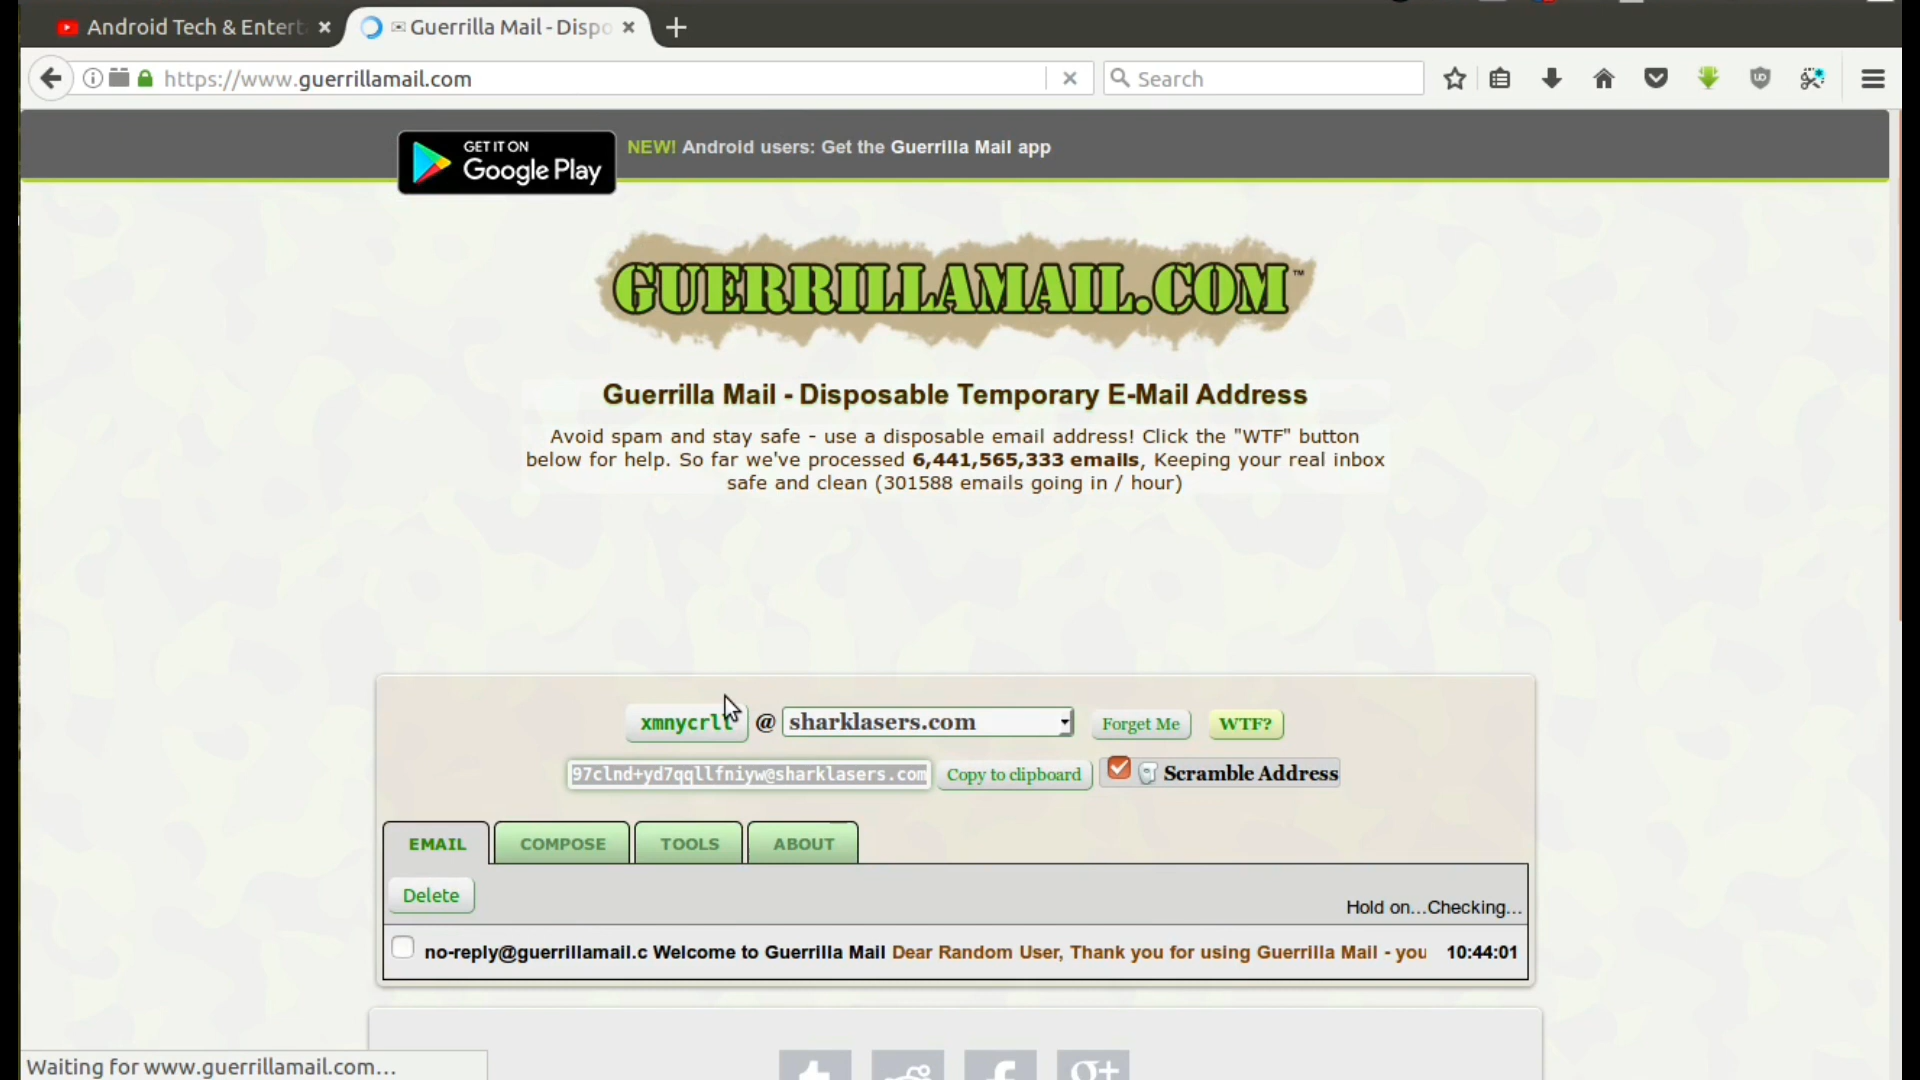 Android Tech & Entert
Guerrilla Mail - Dispo
https://www.guerrillamail.com
Search
GET IT ON
Google Play
NEW! Android users: Get the Guerrilla Mail app
GUERRILLAMAIL.COM™
Guerrilla Mail - Disposable Temporary E-Mail Address
Avoid spam and stay safe - use a disposable email address! Click the "WTF" button
below for help. So far we've processed 6,441,565,333 emails, Keeping your real inbox
safe and clean (301588 emails going in / hour)
@ sharklasers.com Forget Me WTF?
97clnd+yd7qqllfniyw@sharklasers.com Copy to clipboard Scramble Address
EMAIL COMPOSE TOOLS ABOUT
Delete
Hold on...Checking...
no-reply@guerrillamail.c Welcome to Guerrilla Mail Dear Random User, Thank you for using Guerrilla Mail - you 10:44:01
Waiting for www.guerrillamail.com...